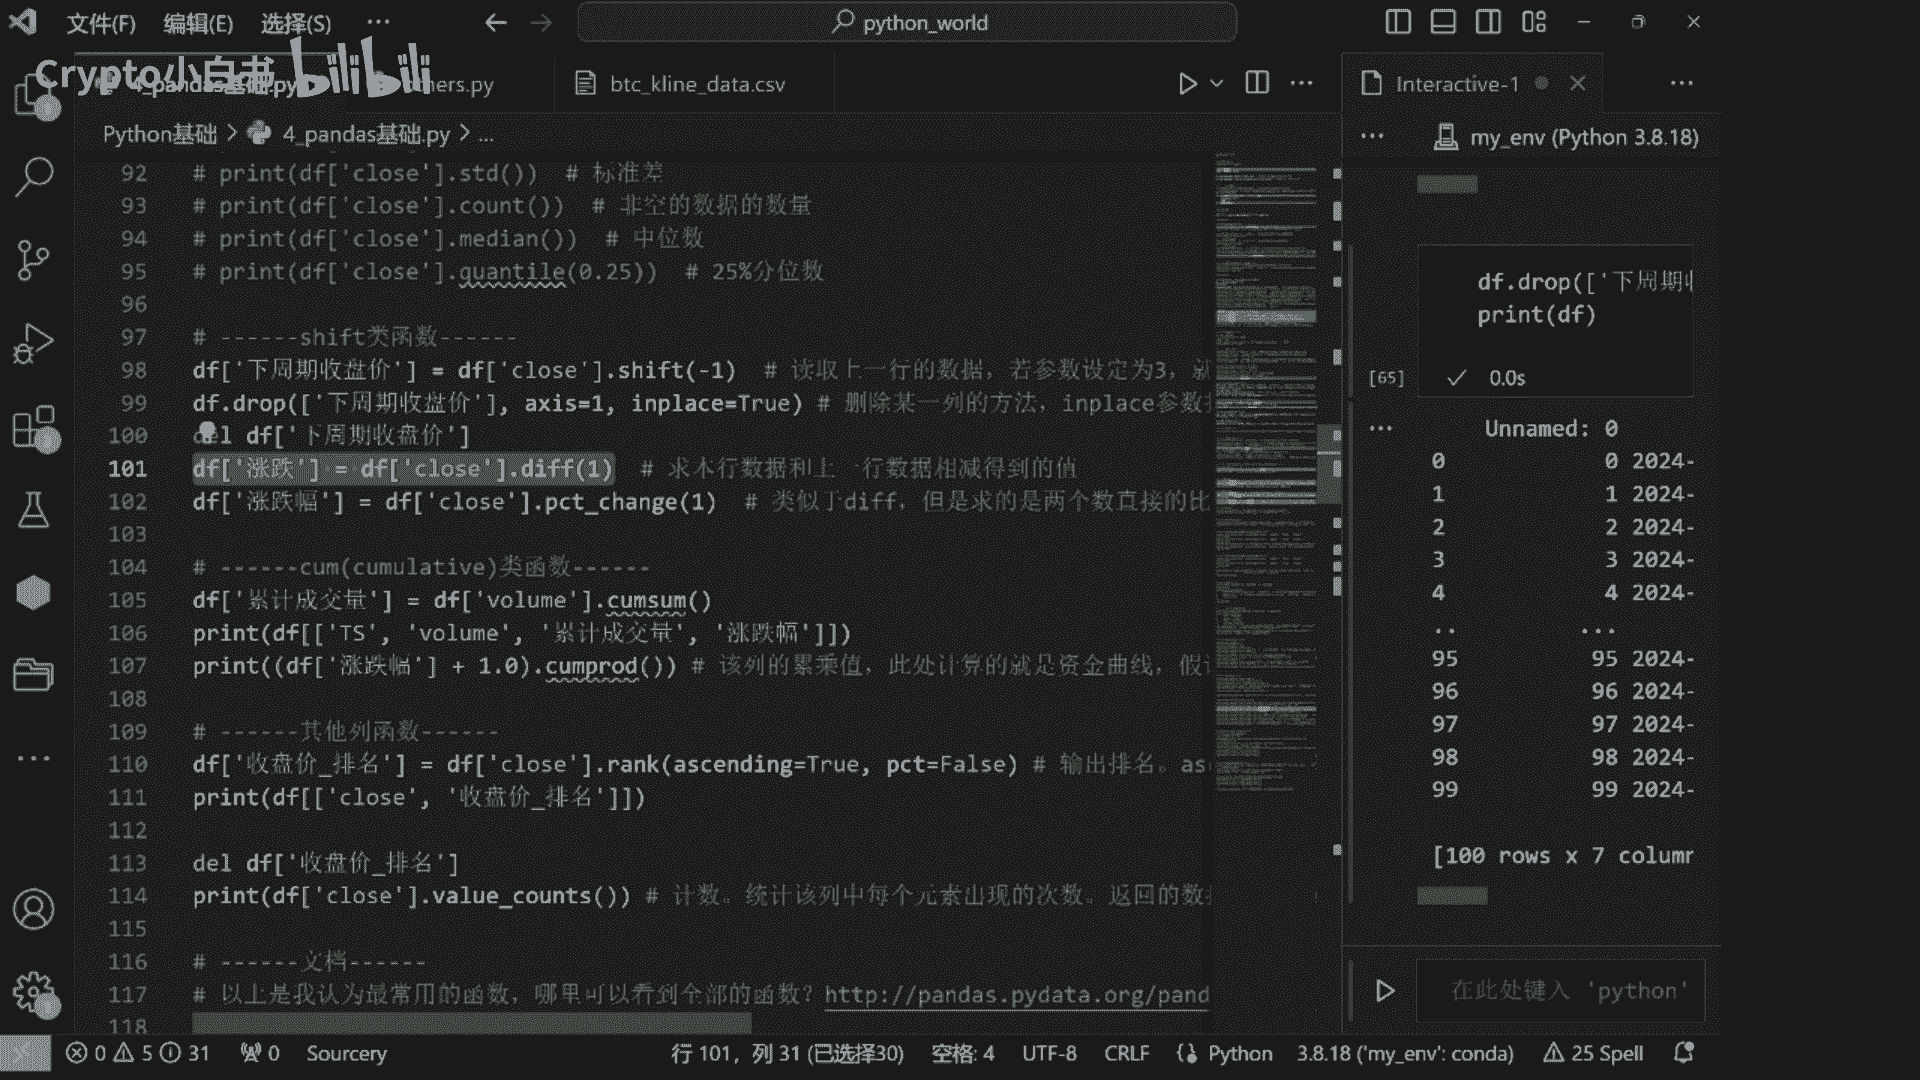 文件(F) 编辑(E) 选择(S) ··· python_world
Crypto小白书 bilibili
4_pandas基础.py hers.py btc_kline_data.csv Interactive-1
Python基础 > 4_pandas基础.py > ... my_env (Python 3.8.18)
92 # print(df['close'].std()) # 标准差
93 # print(df['close'].count()) # 非空的数据的数量
94 # print(df['close'].median()) # 中位数
95 # print(df['close'].quantile(0.25)) # 25%分位数
96
97 # ------shift类函数------
98 df['下周期收盘价'] = df['close'].shift(-1) # 读取上一行的数据，若参数设定为3，就
99 df.drop(['下周期收盘价'], axis=1, inplace=True) # 删除某一列的方法，inplace参数
100 del df['下周期收盘价']
101 df['涨跌'] = df['close'].diff(1) # 求本行数据和上一行数据相减得到的值
102 df['涨跌幅'] = df['close'].pct_change(1) # 类似于diff，但是求的是两个数直接的比
103
104 # ------cum(cumulative)类函数------
105 df['累计成交量'] = df['volume'].cumsum()
106 print(df[['TS', 'volume', '累计成交量', '涨跌幅']])
107 print((df['涨跌幅'] + 1.0).cumprod()) # 该列的累乘值，此处计算的就是资金曲线，假
108
109 # ------其他列函数------
110 df['收盘价_排名'] = df['close'].rank(ascending=True, pct=False) # 输出排名。as
111 print(df[['close', '收盘价_排名']])
112
113 del df['收盘价_排名']
114 print(df['close'].value_counts()) # 计数。统计该列中每个元素出现的次数。返回的数
115
116 # ------文档------
117 # 以上是我认为最常用的函数，哪里可以看到全部的函数？http://pandas.pydata.org/pand
118
df.drop(['下周期
print(df)
[65] 0.0s
Unnamed: 0
0 0 2024-
1 1 2024-
2 2 2024-
3 3 2024-
4 4 2024-
.. ...
95 95 2024-
96 96 2024-
97 97 2024-
98 98 2024-
99 99 2024-
[100 rows x 7 column
在此处键入 'python'
0 5 31 0 Sourcery 行 101，列 31 (已选择30) 空格: 4 UTF-8 CRLF Python 3.8.18 ('my_env': conda) 25 Spell